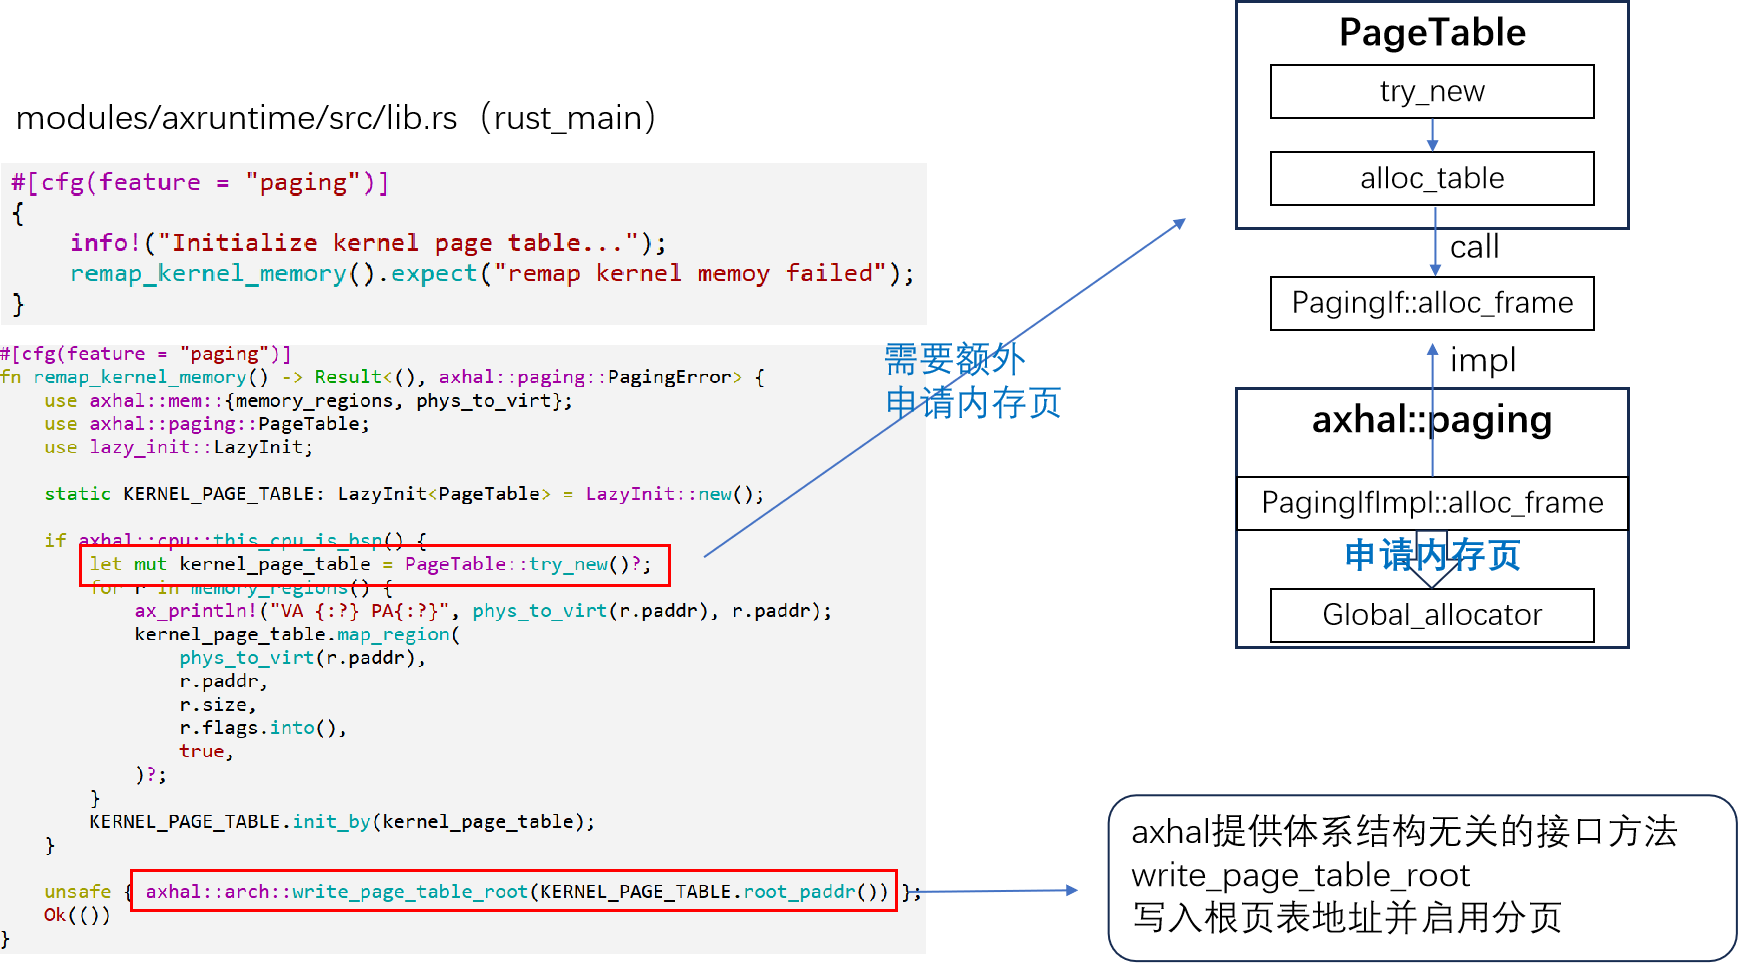 modules/axruntime/src/lib.rs（rust_main）
#[cfg(feature = "paging")]
{
    info!("Initialize kernel page table...");
    remap_kernel_memory().expect("remap kernel memoy failed");
}
#[cfg(feature = "paging")]
fn remap_kernel_memory() -> Result<(), axhal::paging::PagingError> {
    use axhal::mem::{memory_regions, phys_to_virt};
    use axhal::paging::PageTable;
    use lazy_init::LazyInit;
    static KERNEL_PAGE_TABLE: LazyInit<PageTable> = LazyInit::new();
    if axhal::cpu::this_cpu_is_bsp() {
        let mut kernel_page_table = PageTable::try_new()?;
        for r in memory_regions() {
            ax_println!("VA {:?} PA{:?}", phys_to_virt(r.paddr), r.paddr);
            kernel_page_table.map_region(
                phys_to_virt(r.paddr),
                r.paddr,
                r.size,
                r.flags.into(),
                true,
            )?;
        }
        KERNEL_PAGE_TABLE.init_by(kernel_page_table);
    }
    unsafe { axhal::arch::write_page_table_root(KERNEL_PAGE_TABLE.root_paddr()) };
    Ok(())
}
需要额外
申请内存页
PageTable
try_new
alloc_table
call
PagingIf::alloc_frame
impl
axhal::paging
PagingIfImpl::alloc_frame
申请内存页
Global_allocator
axhal提供体系结构无关的接口方法
write_page_table_root
写入根页表地址并启用分页